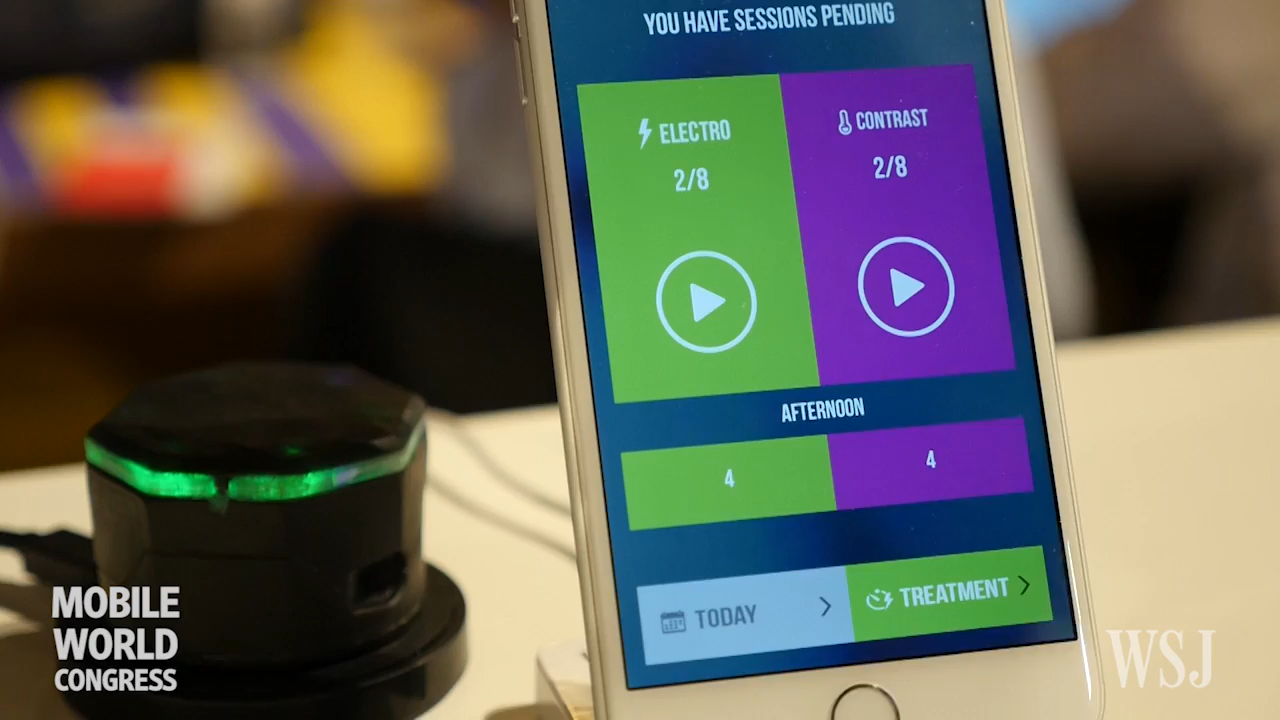 YOU HAVE SESSIONS PENDING
ELECTRO
2/8
CONTRAST
2/8
AFTERNOON
4
4
TODAY
TREATMENT
MOBILE
WORLD
CONGRESS
WSJ